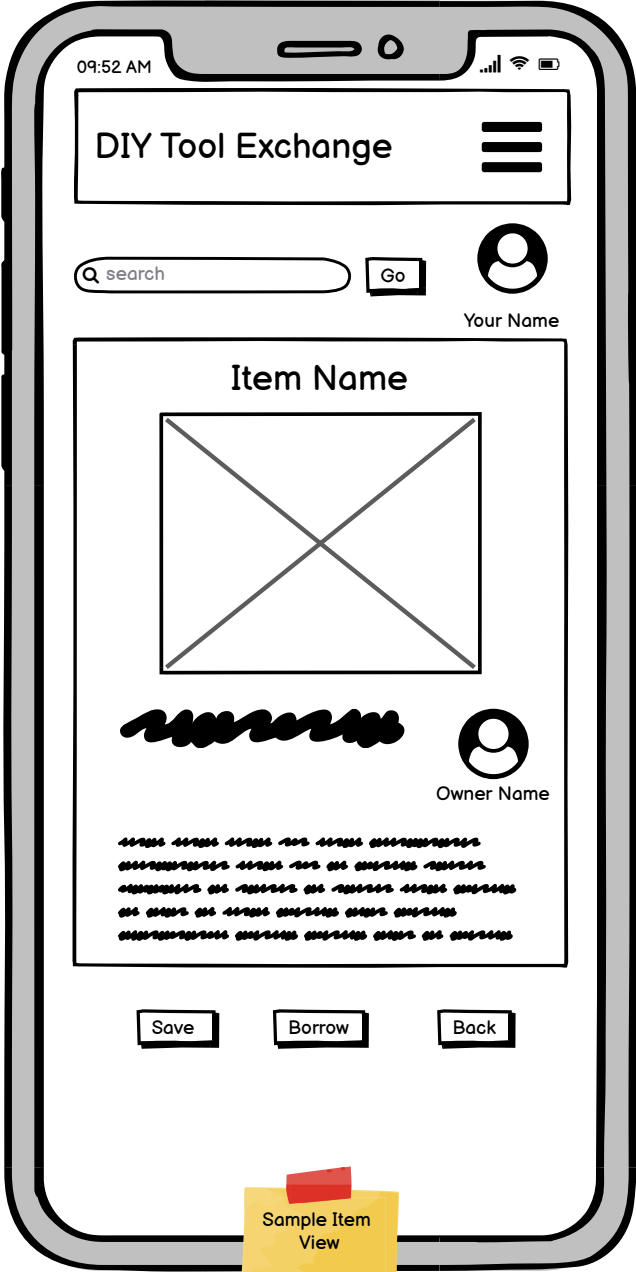 09:52 AM
DIY Tool Exchange
search
Go
Your Name
Item Name
Owner Name
Save
Borrow
Back
Sample Item
View